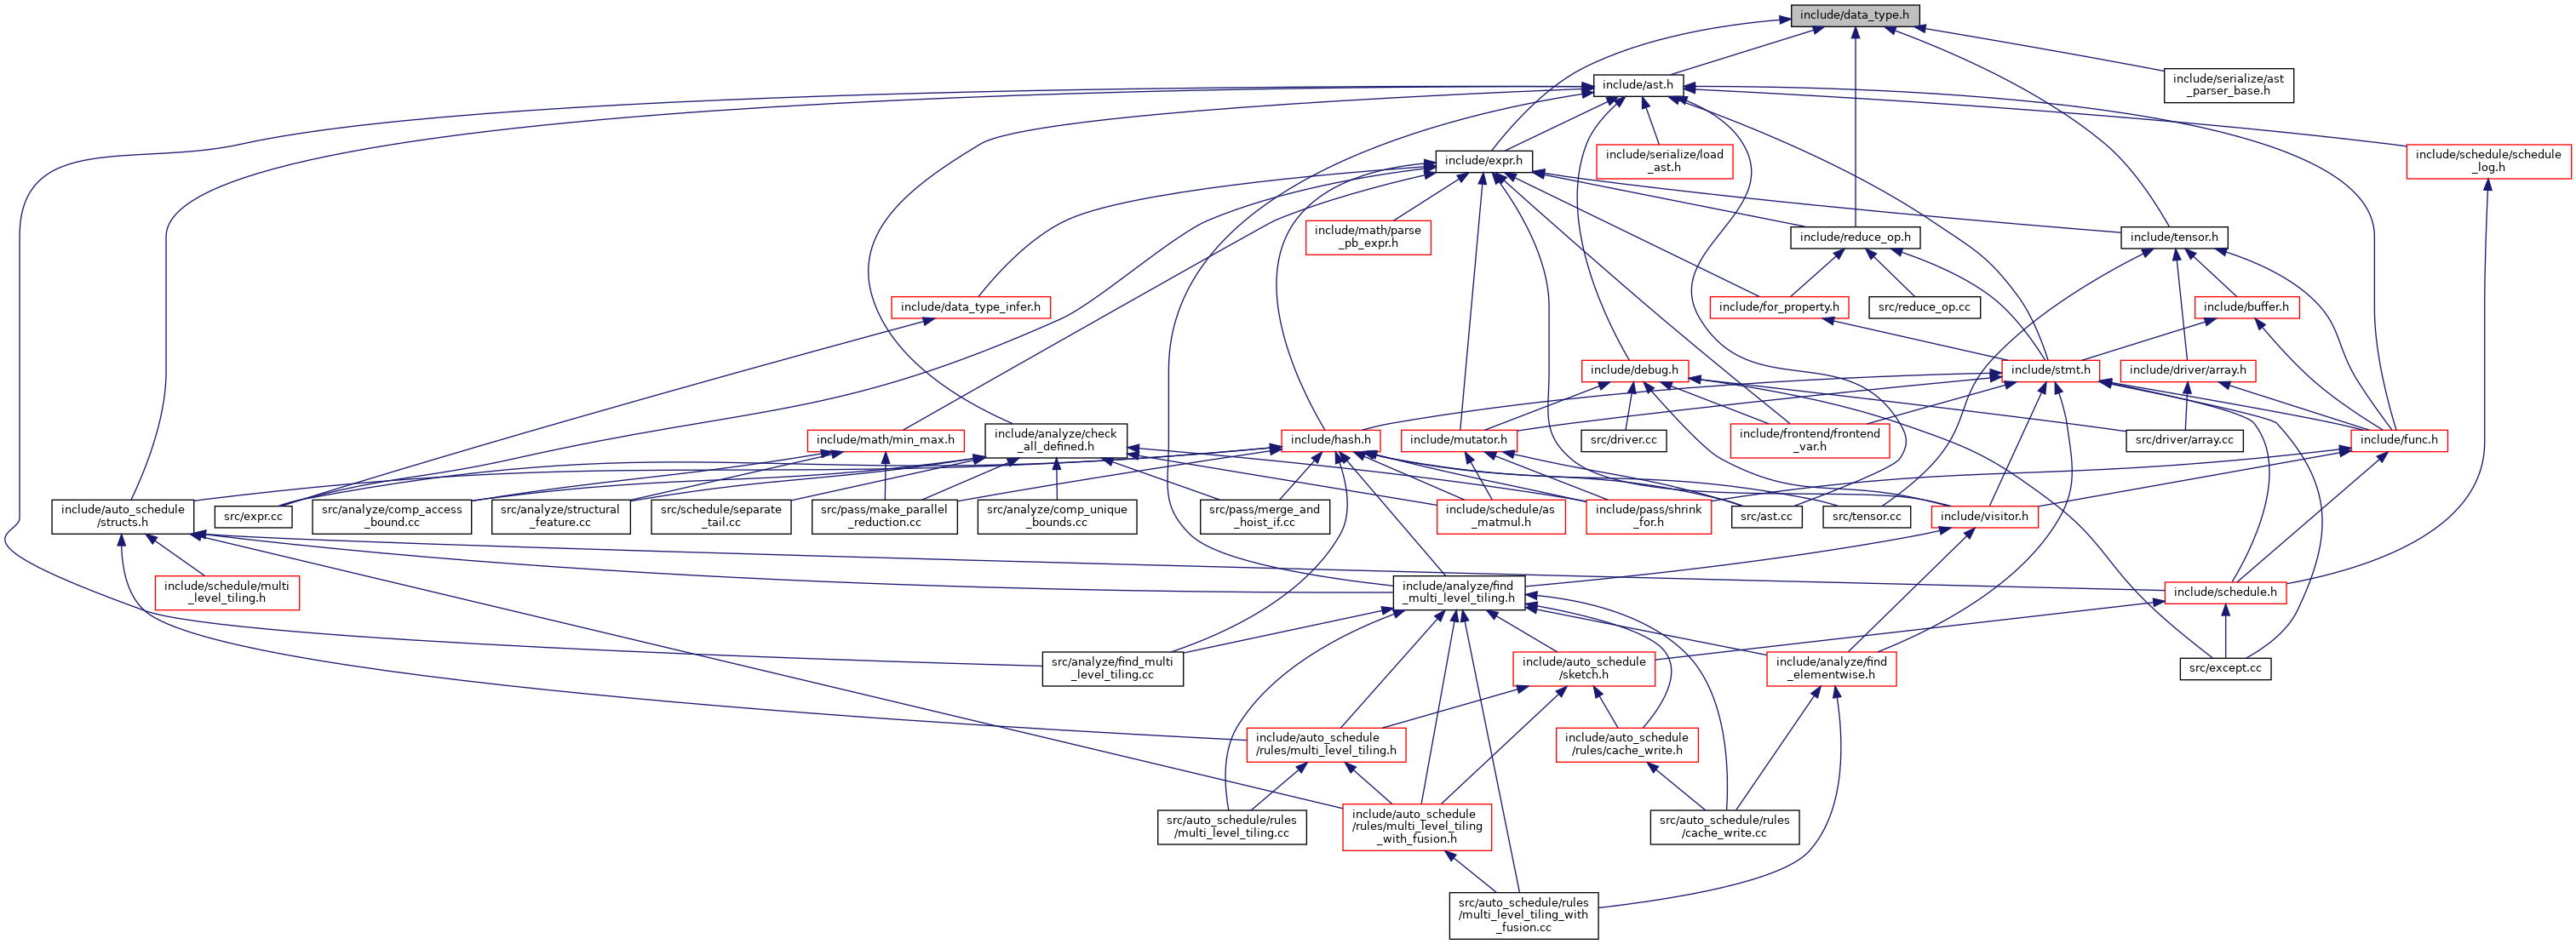 include/data_type.h
include/ast.h
include/serialize/ast
_parser_base.h
include/expr.h
include/serialize/load
_ast.h
include/schedule/schedule
_log.h
include/math/parse
_pb_expr.h
include/reduce_op.h
include/tensor.h
include/data_type_infer.h
include/for_property.h
src/reduce_op.cc
include/buffer.h
include/debug.h
include/stmt.h
include/driver/array.h
include/math/min_max.h
include/analyze/check
_all_defined.h
include/hash.h
include/mutator.h
src/driver.cc
include/frontend/frontend
_var.h
src/driver/array.cc
include/func.h
include/auto_schedule
/structs.h
src/expr.cc
src/analyze/comp_access
_bound.cc
src/analyze/structural
_feature.cc
src/schedule/separate
_tail.cc
src/pass/make_parallel
_reduction.cc
src/analyze/comp_unique
_bounds.cc
src/pass/merge_and
_hoist_if.cc
include/schedule/as
_matmul.h
include/pass/shrink
_for.h
src/ast.cc
src/tensor.cc
include/visitor.h
include/schedule/multi
_level_tiling.h
include/analyze/find
_multi_level_tiling.h
include/schedule.h
src/analyze/find_multi
_level_tiling.cc
include/auto_schedule
/sketch.h
include/analyze/find
_elementwise.h
src/except.cc
include/auto_schedule
/rules/multi_level_tiling.h
include/auto_schedule
/rules/cache_write.h
src/auto_schedule/rules
/multi_level_tiling.cc
include/auto_schedule
/rules/multi_level_tiling
_with_fusion.h
src/auto_schedule/rules
/cache_write.cc
src/auto_schedule/rules
/multi_level_tiling_with
_fusion.cc